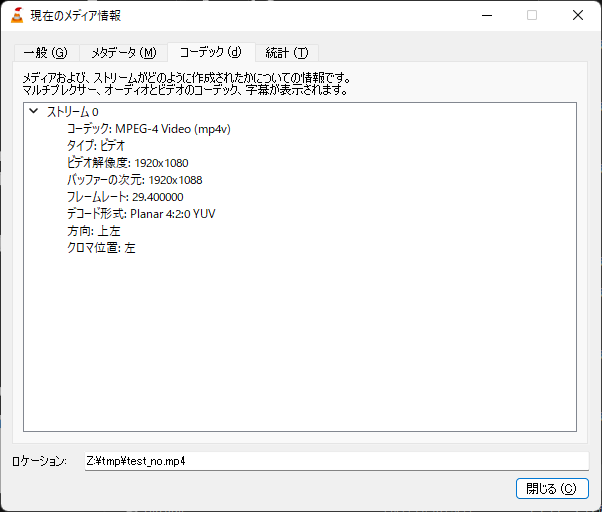 現在のメディア情報
一般 (G) メタデータ (M) コーデック (d) 統計 (T)
メディアおよび、ストリームがどのように作成されたかについての情報です。
マルチプレクサー、オーディオとビデオのコーデック、字幕が表示されます。
ストリーム 0
コーデック: MPEG-4 Video (mp4v)
タイプ: ビデオ
ビデオ解像度: 1920x1080
バッファーの次元: 1920x1088
フレームレート: 29.400000
デコード形式: Planar 4:2:0 YUV
方向: 上左
クロマ位置: 左
ロケーション: Z:¥tmp¥test_no.mp4
閉じる (C)